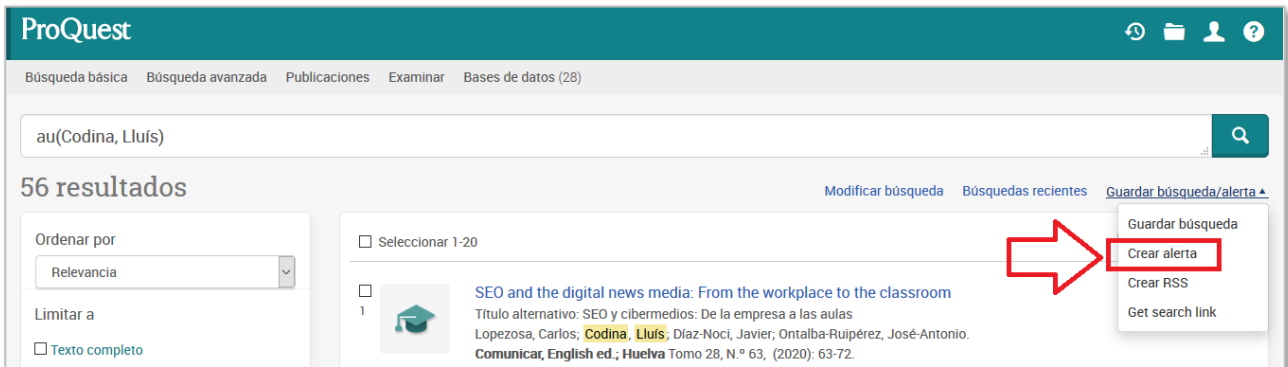 ProQuest
Búsqueda básica Búsqueda avanzada Publicaciones Examinar Bases de datos (28)
au(Codina, Lluís)
56 resultados
Modificar búsqueda Búsquedas recientes Guardar búsqueda/alerta
Guardar búsqueda
Crear alerta
Crear RSS
Get search link
Ordenar por
Relevancia
Limitar a
Texto completo
Seleccionar 1-20
1
SEO and the digital news media: From the workplace to the classroom
Título alternativo: SEO y cibermedios: De la empresa a las aulas
Lopezosa, Carlos; Codina, Lluís; Díaz-Noci, Javier; Ontalba-Ruipérez, José-Antonio.
Comunicar, English ed.; Huelva Tomo 28, N.º 63, (2020): 63-72.